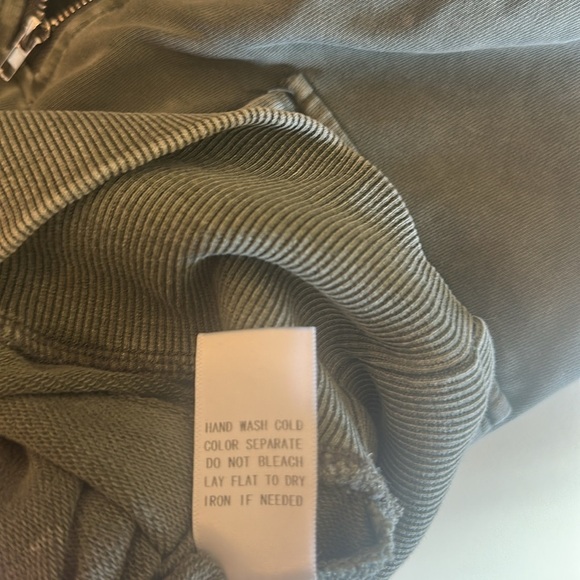 HAND WASH COLD
COLOR SEPARATE
DO NOT BLEACH
LAY FLAT TO DRY
IRON IF NEEDED